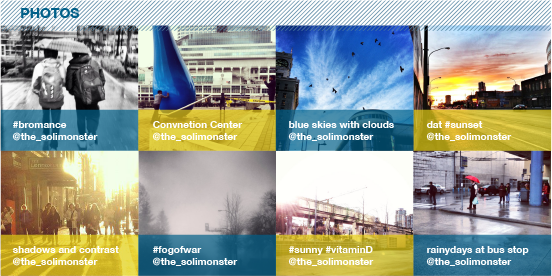 PHOTOS
#bromance
@the_solimonster
Convnetion Center
@the_solimonster
blue skies with clouds
@the_solimonster
dat #sunset
@the_solimonster
shadows and contrast
@the_solimonster
#fogofwar
@the_solimonster
#sunny #vitaminD
@the_solimonster
rainydays at bus stop
@the_solimonster